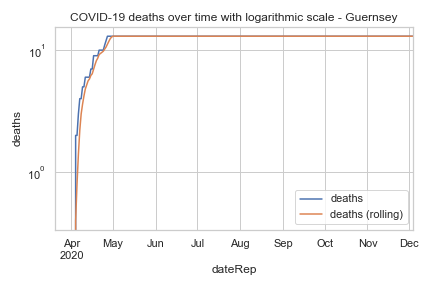 COVID-19 deaths over time with logarithmic scale - Guernsey
deaths
10¹
10⁰
deaths
deaths (rolling)
Apr May Jun Jul Aug Sep Oct Nov Dec
2020
dateRep